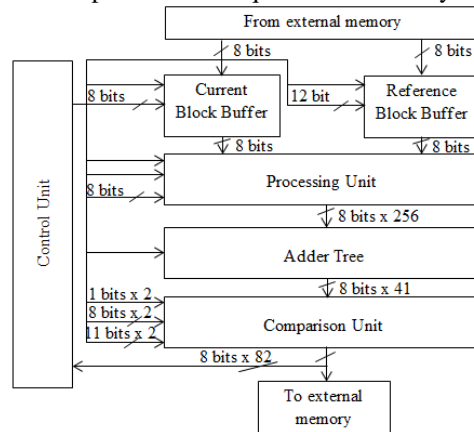 From external memory
8 bits
8 bits
8 bits
Current
Block Buffer
12 bit
Reference
Block Buffer
8 bits
8 bits
Control Unit
8 bits
Processing Unit
8 bits x 256
Adder Tree
8 bits x 41
1 bits x 2
8 bits x 2
11 bits x 2
Comparison Unit
8 bits x 82
To external
memory